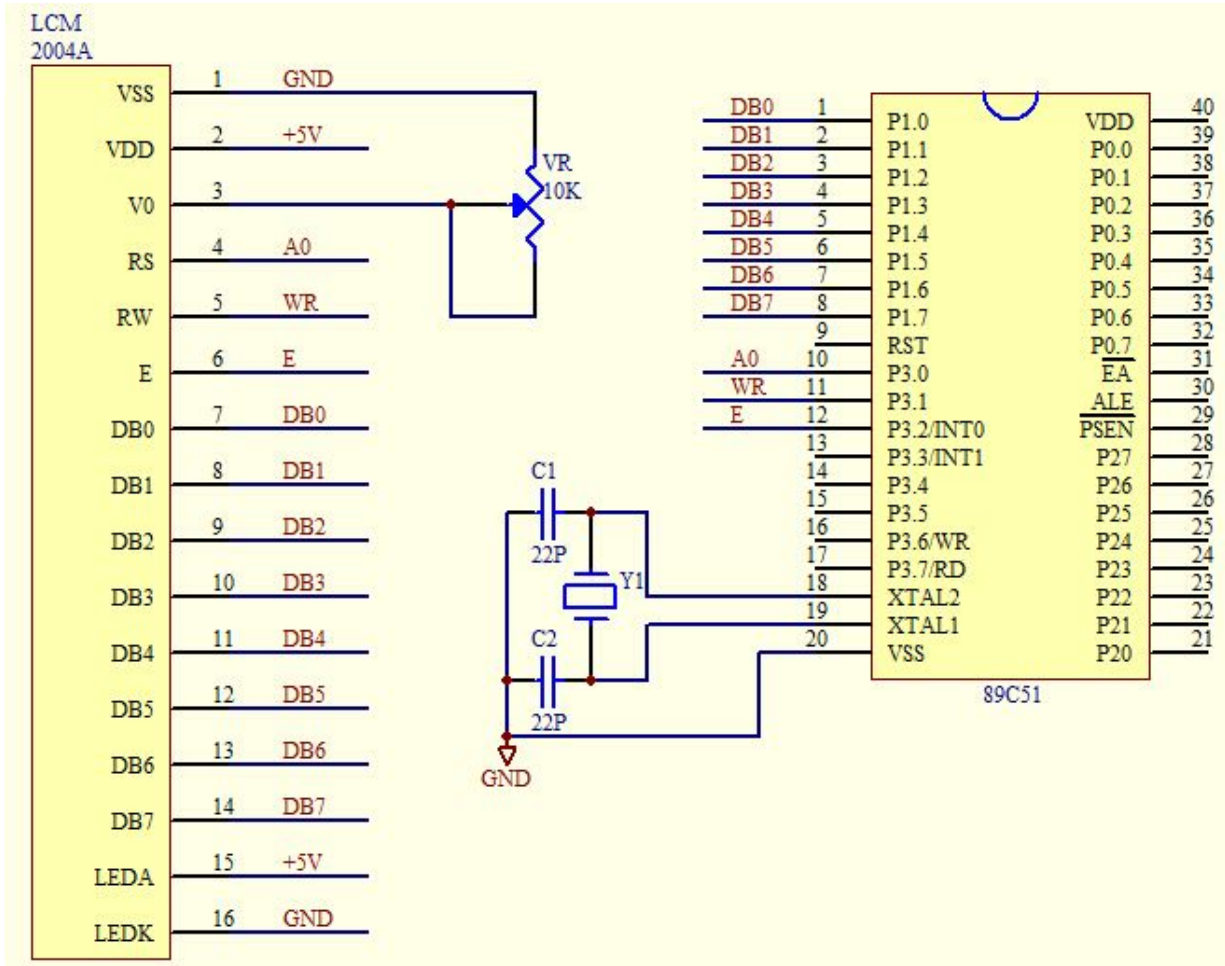 LCM
2004A
VSS 1 GND
VDD 2 +5V
V0 3
RS 4 A0
RW 5 WR
E 6 E
DB0 7 DB0
DB1 8 DB1
DB2 9 DB2
DB3 10 DB3
DB4 11 DB4
DB5 12 DB5
DB6 13 DB6
DB7 14 DB7
LEDA 15 +5V
LEDK 16 GND
VR
10K
C1
22P
Y1
C2
22P
GND
DB0 1 P1.0 VDD 40
DB1 2 P1.1 P0.0 39
DB2 3 P1.2 P0.1 38
DB3 4 P1.3 P0.2 37
DB4 5 P1.4 P0.3 36
DB5 6 P1.5 P0.4 35
DB6 7 P1.6 P0.5 34
DB7 8 P1.7 P0.6 33
9 RST P0.7 32
A0 10 P3.0 EA 31
WR 11 P3.1 ALE 30
E 12 P3.2/INT0 PSEN 29
13 P3.3/INT1 P27 28
14 P3.4 P26 27
15 P3.5 P25 26
16 P3.6/WR P24 25
17 P3.7/RD P23 24
18 XTAL2 P22 23
19 XTAL1 P21 22
20 VSS P20 21
89C51